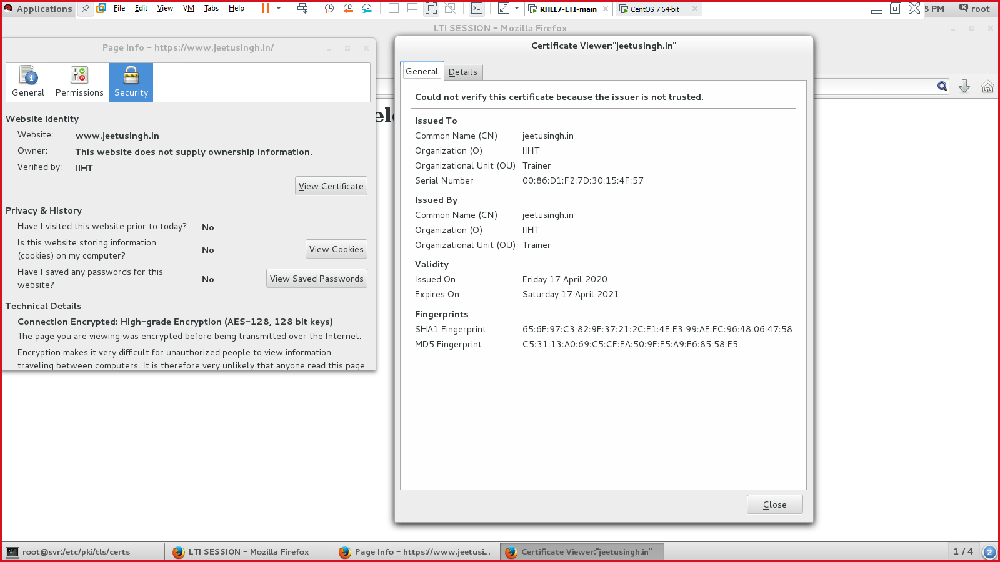 Applications File Edit View VM Tabs Help RHEL7-LTI-main CentOS 7 64-bit 8 PM root
LTI SESSION - Mozilla Firefox
Page Info - https://www.jeetusingh.in/
General Permissions Security
Website Identity
Website: www.jeetusingh.in
Owner: This website does not supply ownership information.
Verified by: IIHT
View Certificate
Privacy & History
Have I visited this website prior to today? No
Is this website storing information
(cookies) on my computer? No View Cookies
Have I saved any passwords for this
website? No View Saved Passwords
Technical Details
Connection Encrypted: High-grade Encryption (AES-128, 128 bit keys)
The page you are viewing was encrypted before being transmitted over the Internet.
Encryption makes it very difficult for unauthorized people to view information
traveling between computers. It is therefore very unlikely that anyone read this page
Certificate Viewer:"jeetusingh.in"
General Details
Could not verify this certificate because the issuer is not trusted.
Issued To
Common Name (CN) jeetusingh.in
Organization (O) IIHT
Organizational Unit (OU) Trainer
Serial Number 00:86:D1:F2:7D:30:15:4F:57
Issued By
Common Name (CN) jeetusingh.in
Organization (O) IIHT
Organizational Unit (OU) Trainer
Validity
Issued On Friday 17 April 2020
Expires On Saturday 17 April 2021
Fingerprints
SHA1 Fingerprint 65:6F:97:C3:82:9F:37:21:2C:E1:4E:E3:99:AE:FC:96:48:06:47:58
MD5 Fingerprint C5:31:13:A0:69:C5:CF:EA:50:9F:F5:A9:F6:85:58:E5
Close
root@svr:/etc/pki/tls/certs LTI SESSION - Mozilla Firefox Page Info - https://www.jeetusi... Certificate Viewer:"jeetusingh.in" 1 / 4 2